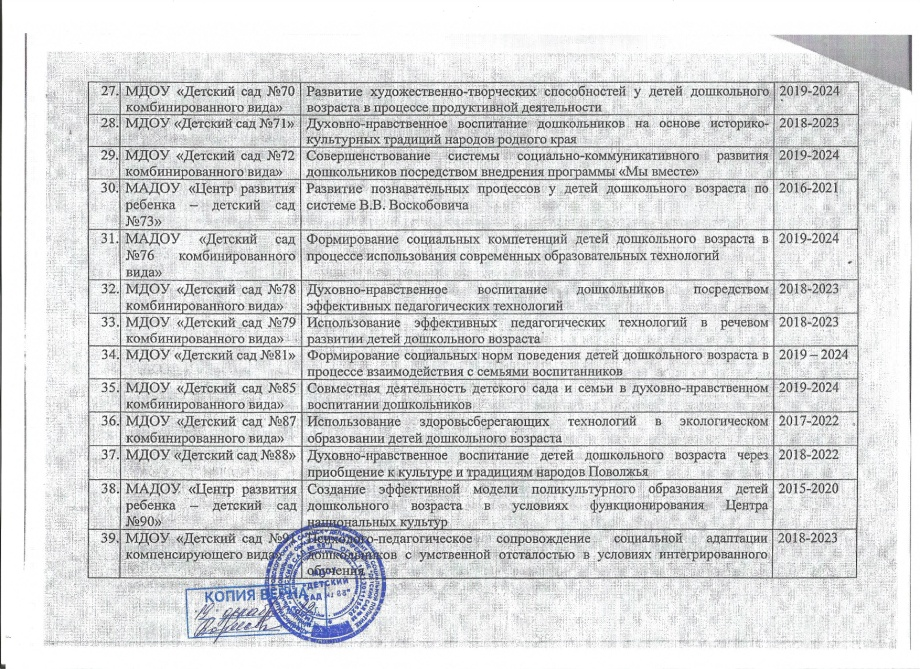 27. МДОУ «Детский сад №70 Развитие художественно-творческих способностей у детей дошкольного 2019-2024
комбинированного вида» возраста в процессе продуктивной деятельности
28. МДОУ «Детский сад №71» Духовно-нравственное воспитание дошкольников на основе историко- 2018-2023
культурных традиций народов родного края
29. МДОУ «Детский сад №72 Совершенствование системы социально-коммуникативного развития 2019-2024
комбинированного вида» дошкольников посредством внедрения программы «Мы вместе»
30. МАДОУ «Центр развития Развитие познавательных процессов у детей дошкольного возраста по 2016-2021
ребенка – детский сад системе В.В. Воскобовича
№73»
31. МАДОУ «Детский сад Формирование социальных компетенций детей дошкольного возраста в 2019-2024
№76 комбинированного процессе использования современных образовательных технологий
вида»
32. МДОУ «Детский сад №78 Духовно-нравственное воспитание дошкольников посредством 2018-2023
комбинированного вида» эффективных педагогических технологий
33. МДОУ «Детский сад №79 Использование эффективных педагогических технологий в речевом 2018-2023
комбинированного вида» развитии детей дошкольного возраста
34. МДОУ «Детский сад №81» Формирование социальных норм поведения детей дошкольного возраста в 2019 – 2024
процессе взаимодействия с семьями воспитанников
35. МДОУ «Детский сад №85 Совместная деятельность детского сада и семьи в духовно-нравственном 2019-2024
комбинированного вида» воспитании дошкольников
36. МДОУ «Детский сад №87 Использование здоровьсберегающих технологий в экологическом 2017-2022
комбинированного вида» образовании детей дошкольного возраста
37. МДОУ «Детский сад №88» Духовно-нравственное воспитание детей дошкольного возраста через 2018-2022
приобщение к культуре и традициям народов Поволжья
38. МАДОУ «Центр развития Создание эффективной модели поликультурного образования детей 2015-2020
ребенка – детский сад дошкольного возраста в условиях функционирования Центра
№90» национальных культур
39. МДОУ «Детский сад №91 Психолого-педагогическое сопровождение социальной адаптации 2018-2023
компенсирующего вида» дошкольников с умственной отсталостью в условиях интегрированного
обучения
"ДЕТСКИЙ
САД № 88"
КОПИЯ ВЕРНА